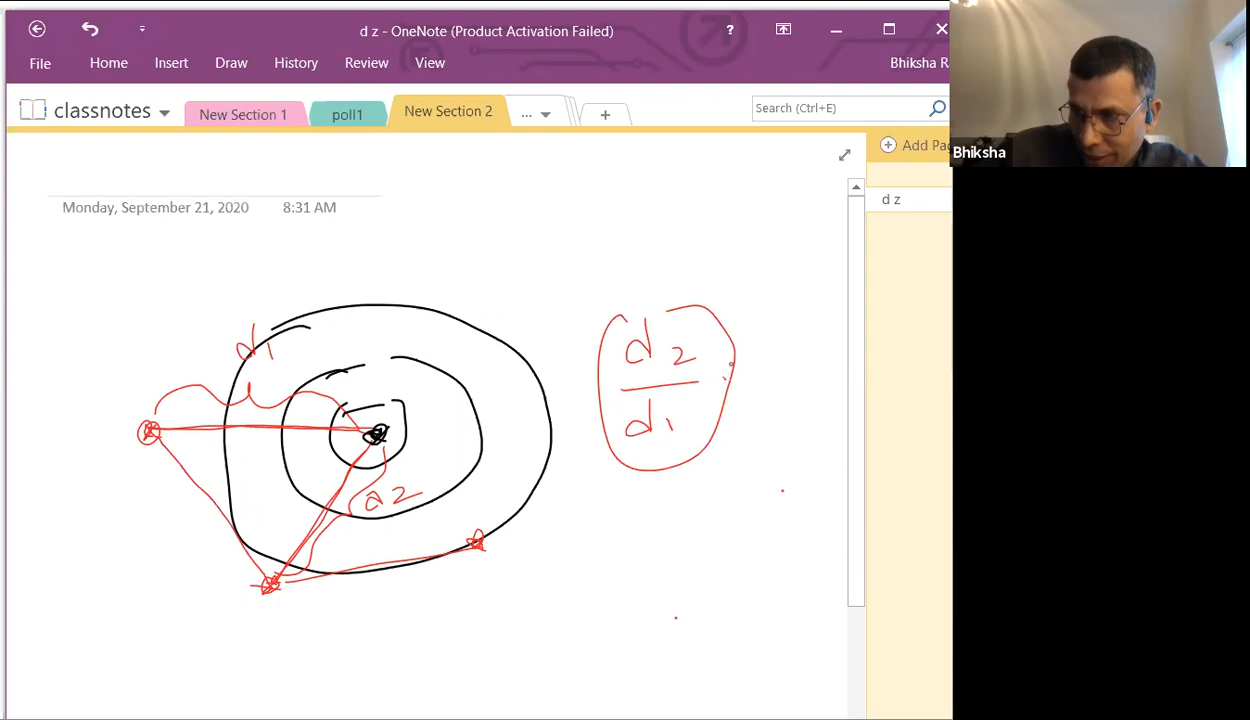 d z - OneNote (Product Activation Failed)
?
File Home Insert Draw History Review View
Bhiksha R
classnotes
New Section 1
poll1
New Section 2
...
+
Search (Ctrl+E)
Add Pag
Bhiksha
d z
Monday, September 21, 2020 8:31 AM
d1
d2
d2
d1